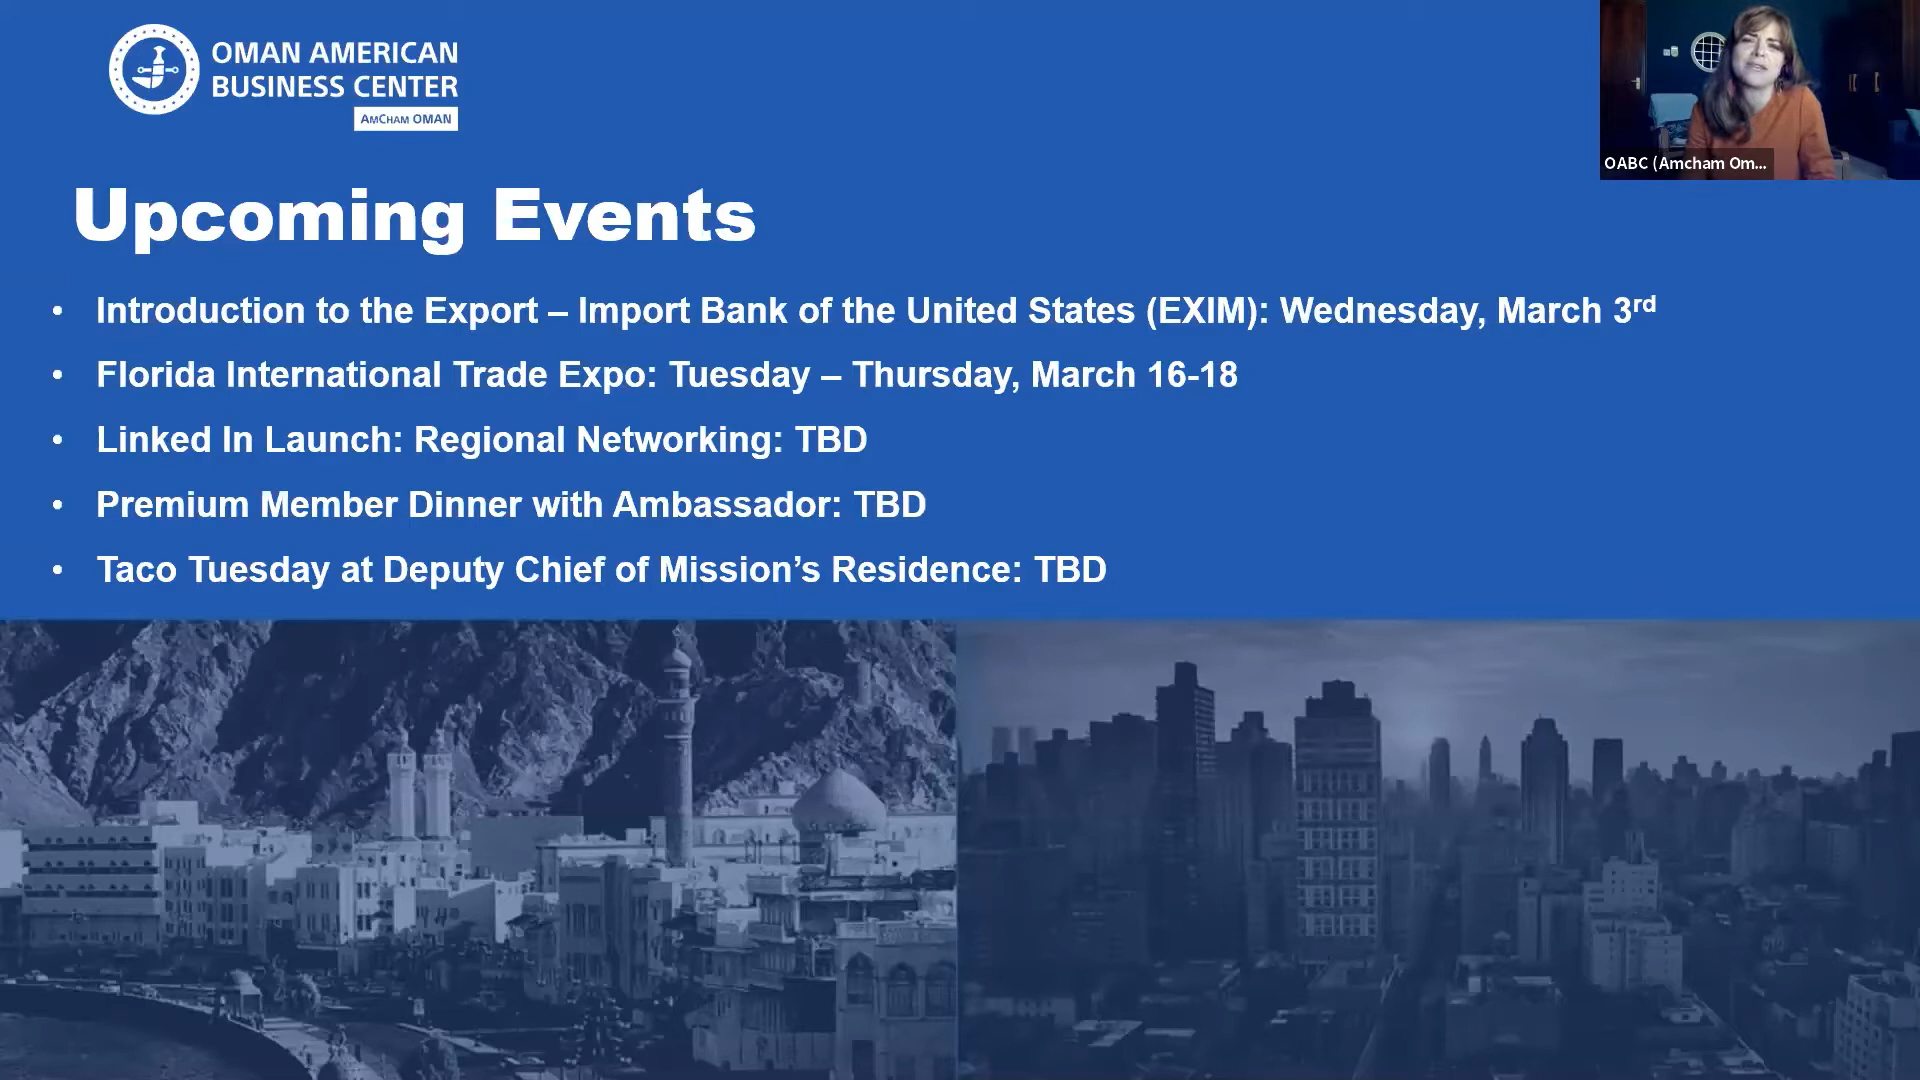 OMAN AMERICAN
BUSINESS CENTER
AMCHAM OMAN
OABC (Amcham Om...
Upcoming Events
• Introduction to the Export – Import Bank of the United States (EXIM): Wednesday, March 3rd
• Florida International Trade Expo: Tuesday – Thursday, March 16-18
• Linked In Launch: Regional Networking: TBD
• Premium Member Dinner with Ambassador: TBD
• Taco Tuesday at Deputy Chief of Mission’s Residence: TBD